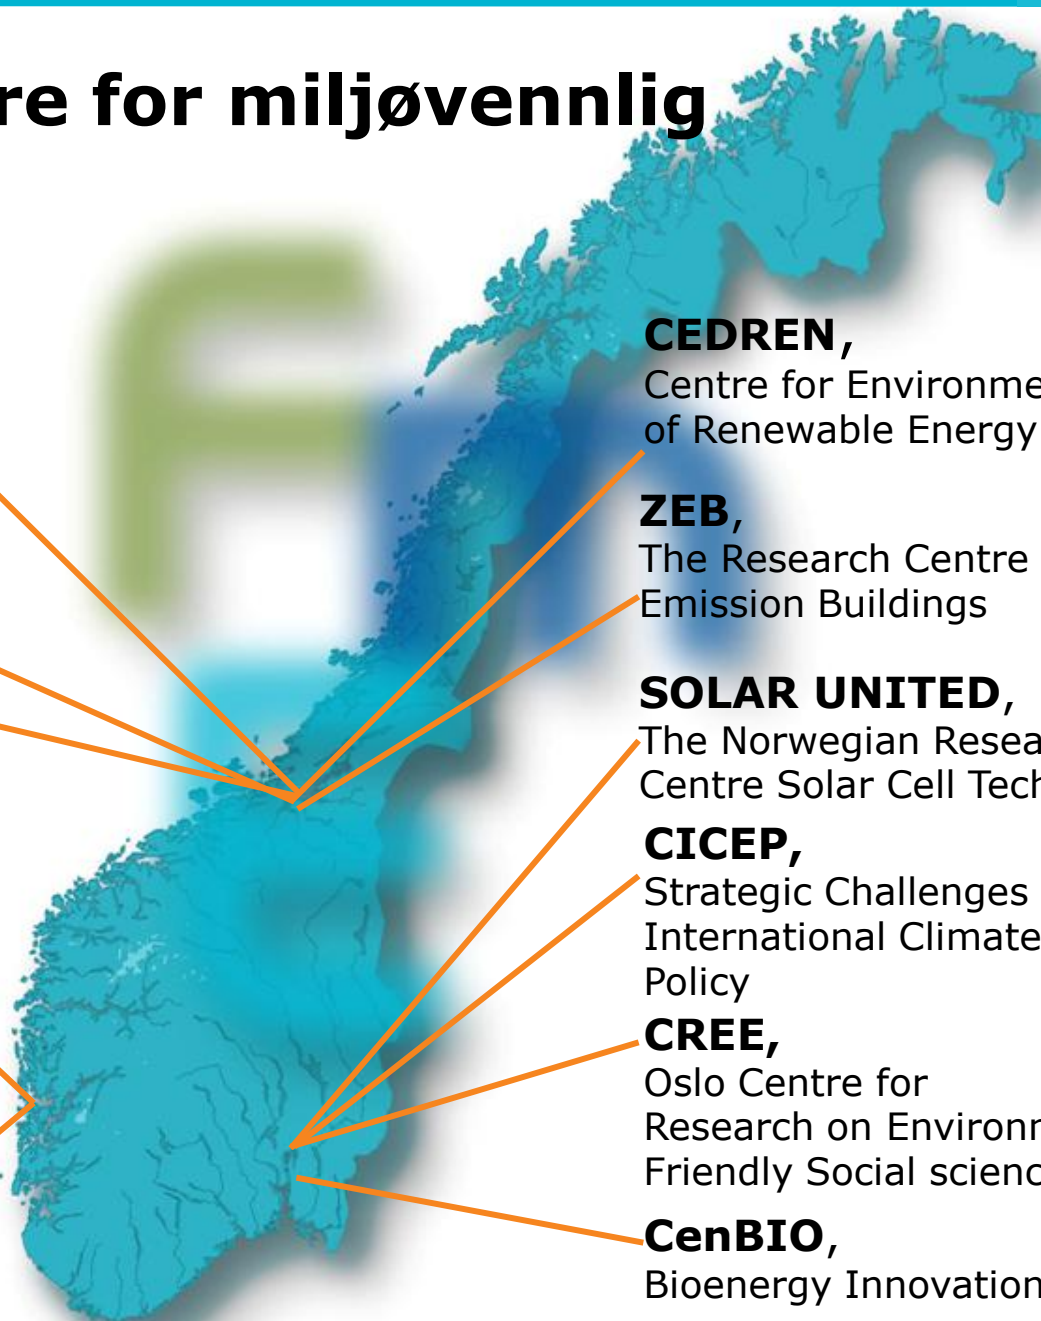 re for miljøvennlig
CEDREN,
Centre for Environme
of Renewable Energy
ZEB,
The Research Centre
Emission Buildings
SOLAR UNITED,
The Norwegian Resea
Centre Solar Cell Tech
CICEP,
Strategic Challenges
International Climate
Policy
CREE,
Oslo Centre for
Research on Environm
Friendly Social scienc
CenBIO,
Bioenergy Innovation